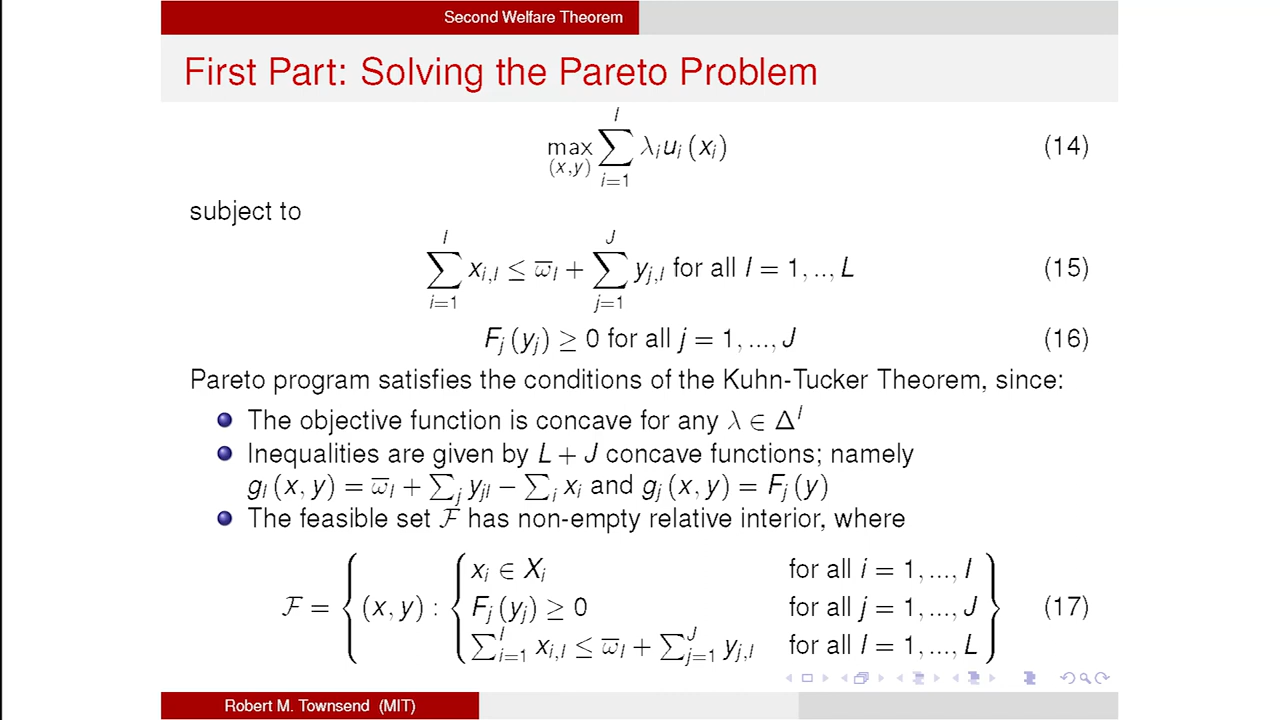 Second Welfare Theorem
First Part: Solving the Pareto Problem
max_{(x,y)} ∑_{i=1}^{I} λ_i u_i (x_i) (14)
subject to
∑_{i=1}^{I} x_{i,l} ≤ ω̅_l + ∑_{j=1}^{J} y_{j,l} for all l = 1, .., L (15)
F_j (y_j) ≥ 0 for all j = 1, ..., J (16)
Pareto program satisfies the conditions of the Kuhn-Tucker Theorem, since:
The objective function is concave for any λ ∈ Δ^I
Inequalities are given by L + J concave functions; namely
g_l (x, y) = ω̅_l + ∑_j y_{jl} − ∑_i x_i and g_j (x, y) = F_j (y)
The feasible set ℱ has non-empty relative interior, where
ℱ = { (x, y) : { x_i ∈ X_i for all i = 1, ..., I
F_j (y_j) ≥ 0 for all j = 1, ..., J
∑_{i=1}^{I} x_{i,l} ≤ ω̅_l + ∑_{j=1}^{J} y_{j,l} for all l = 1, ..., L } (17)
Robert M. Townsend (MIT)